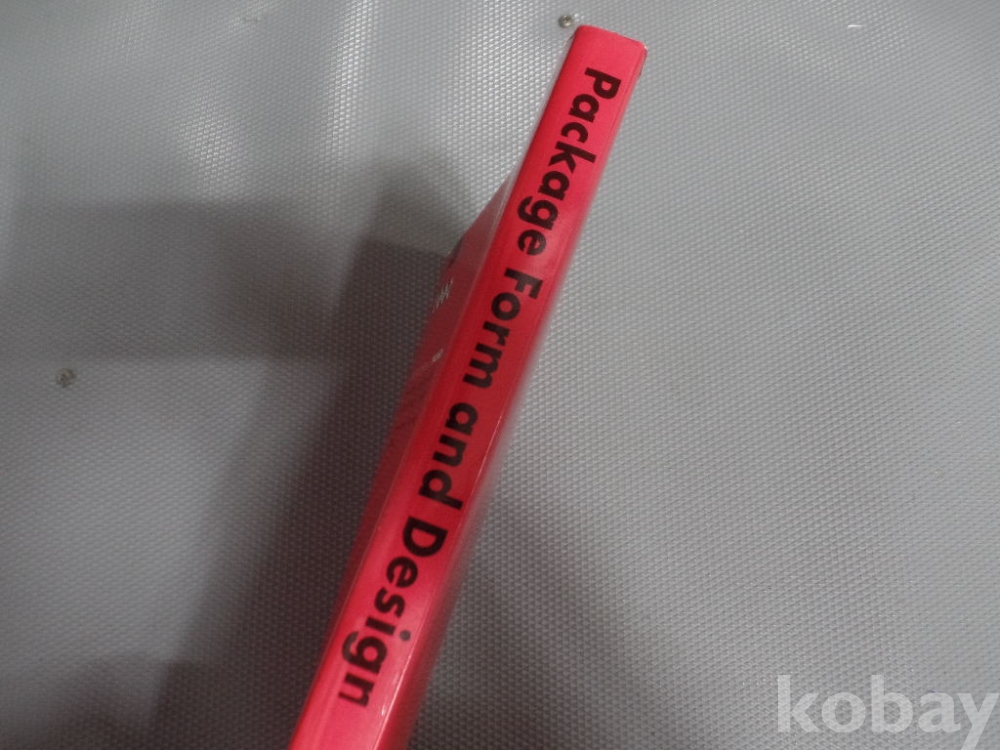 Package Form and Design
kobay